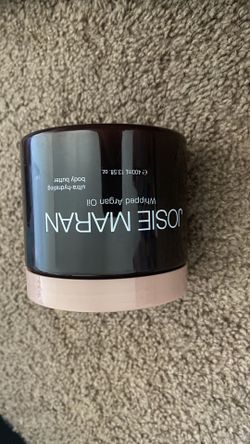 JOSIE MARAN
Whipped Argan Oil
ultra-hydrating
body butter
℮ 400mL 13.5fl. oz.